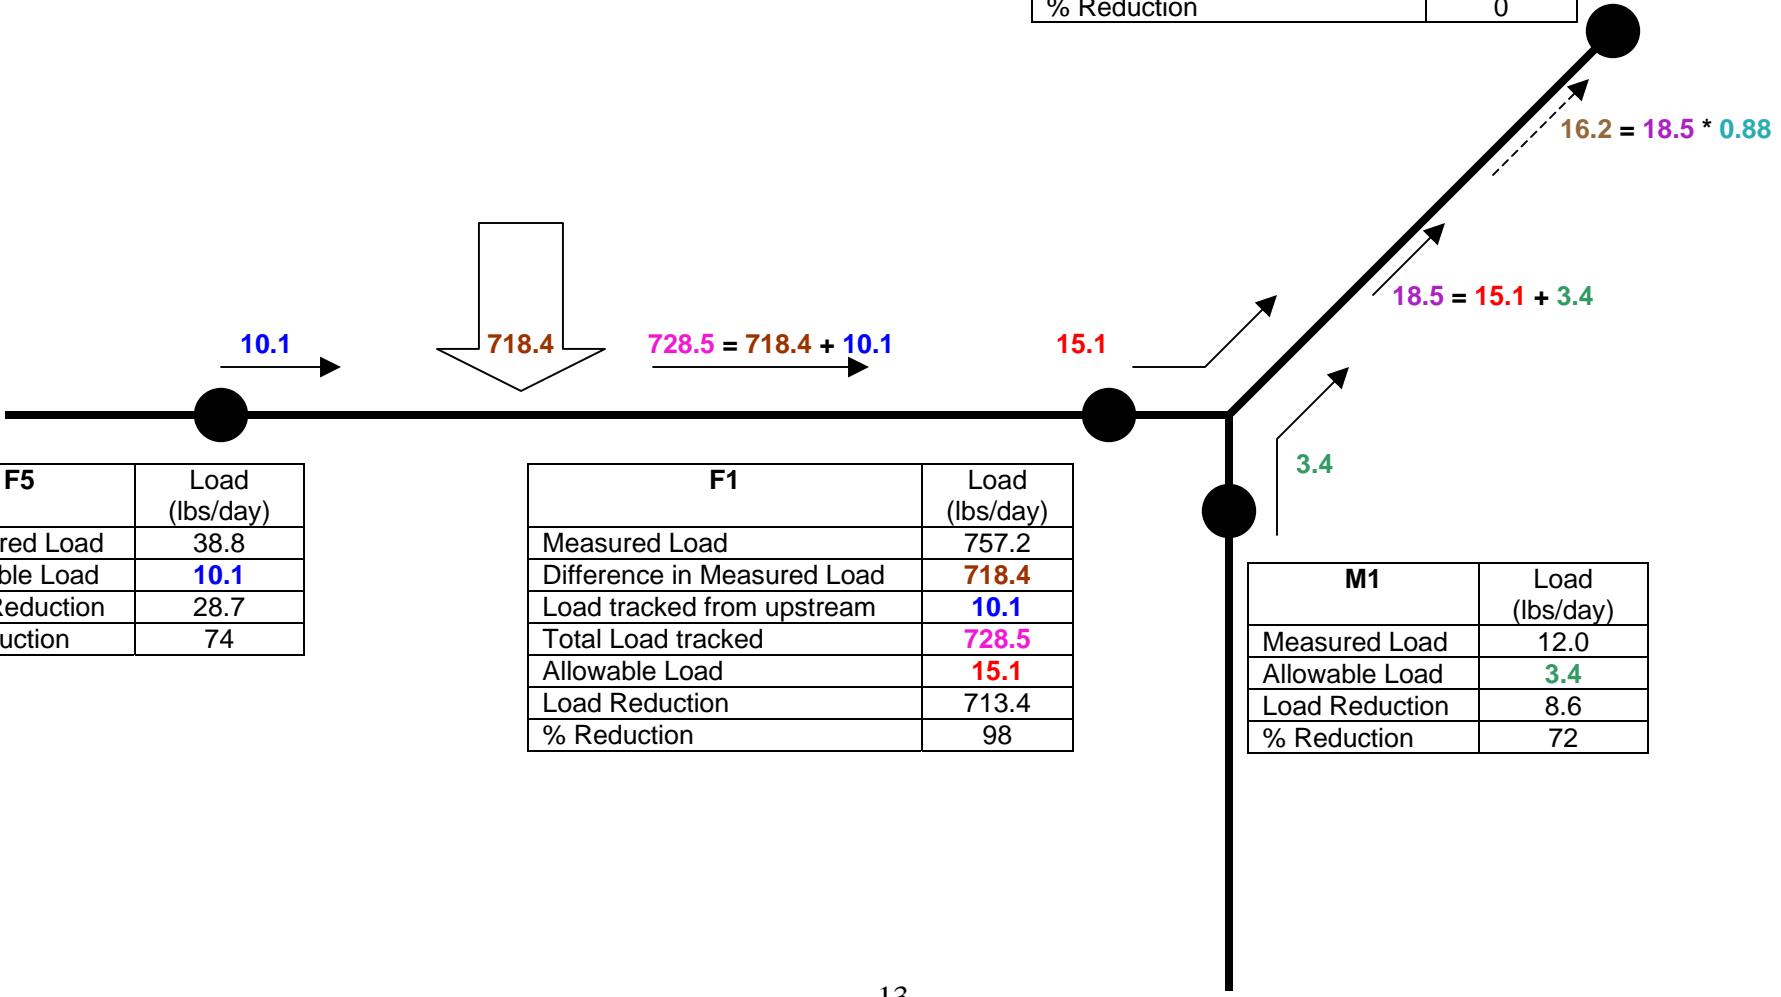 % Reduction 0
16.2 = 18.5 * 0.88
18.5 = 15.1 + 3.4
10.1
718.4
728.5 = 718.4 + 10.1
15.1
3.4
F5 Load
(lbs/day)
red Load 38.8
ble Load 10.1
Reduction 28.7
uction 74
F1 Load
(lbs/day)
Measured Load 757.2
Difference in Measured Load 718.4
Load tracked from upstream 10.1
Total Load tracked 728.5
Allowable Load 15.1
Load Reduction 713.4
% Reduction 98
M1 Load
(lbs/day)
Measured Load 12.0
Allowable Load 3.4
Load Reduction 8.6
% Reduction 72
13